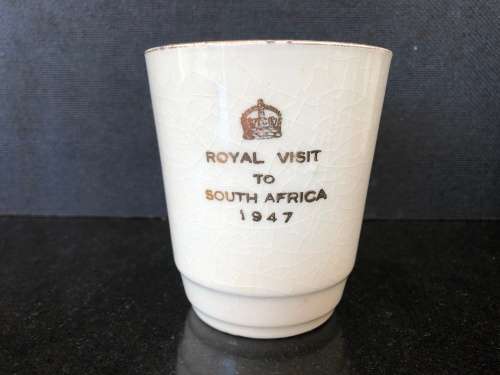 ROYAL VISIT
TO
SOUTH AFRICA
1947